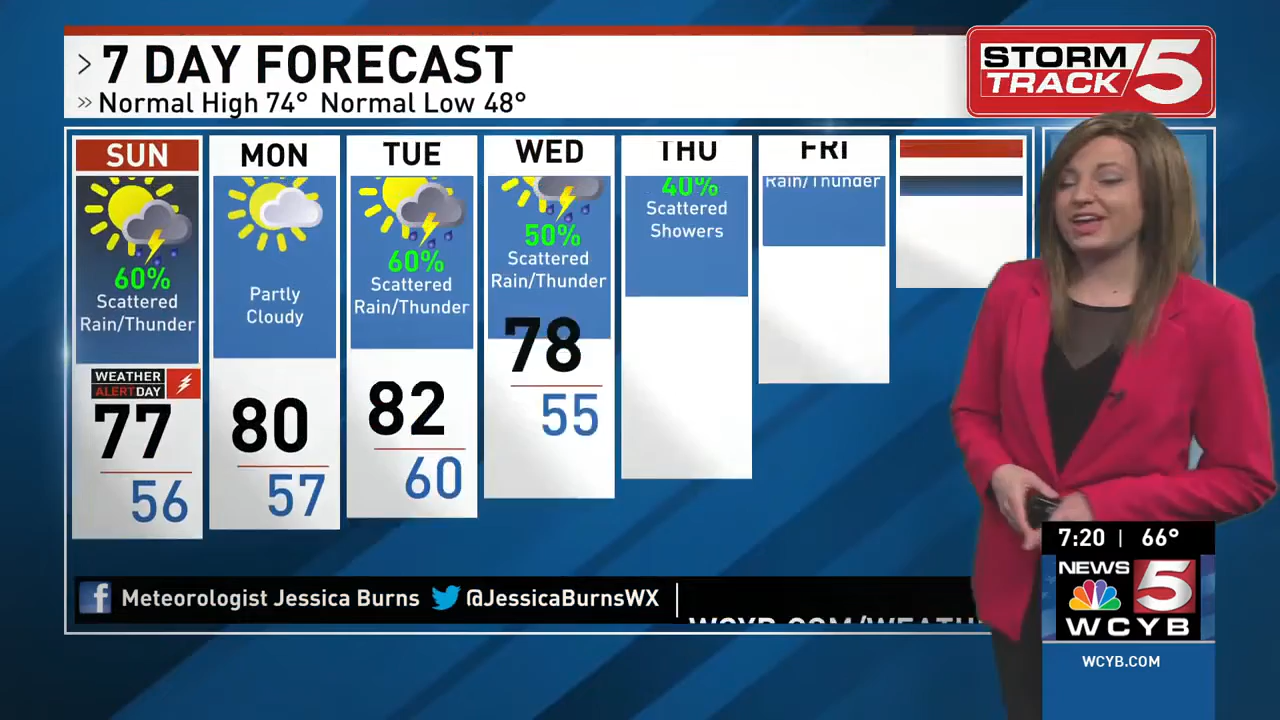 7 DAY FORECAST
Normal High 74° Normal Low 48°
STORM
TRACK 5
SUN
60%
Scattered
Rain/Thunder
WEATHER
ALERTDAY
77
56
MON
Partly
Cloudy
80
57
TUE
60%
Scattered
Rain/Thunder
82
60
WED
50%
Scattered
Rain/Thunder
78
55
THU
40%
Scattered
Showers
FRI
Rain/Thunder
Meteorologist Jessica Burns
@JessicaBurnsWX
7:20 | 66°
NEWS 5
WCYB
WCYB.COM